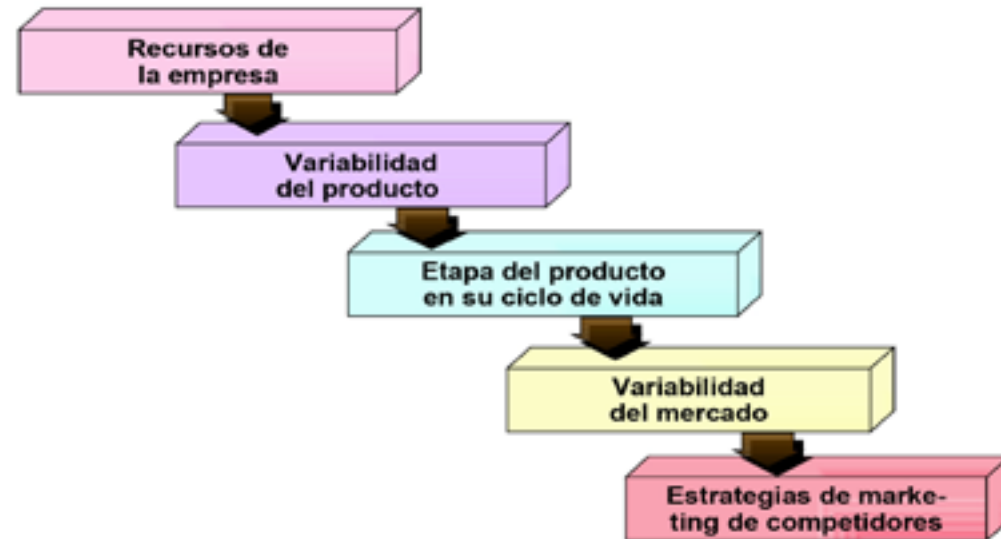 Recursos de
la empresa
Variabilidad
del producto
Etapa del producto
en su ciclo de vida
Variabilidad
del mercado
Estrategias de marke-
ting de competidores